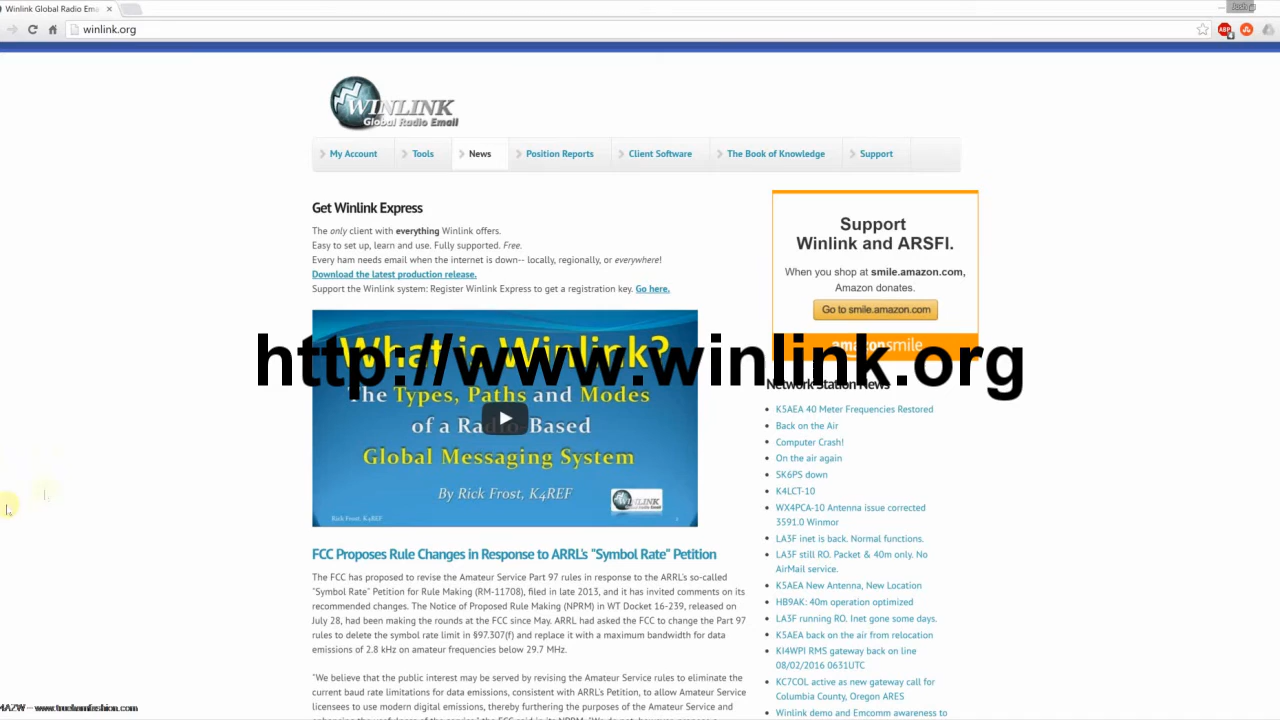 Winlink Global Radio Ema
winlink.org
ABP
WINLINK
Global Radio Email
My Account
Tools
News
Position Reports
Client Software
The Book of Knowledge
Support
Get Winlink Express
The only client with everything Winlink offers.
Easy to set up, learn and use. Fully supported. Free.
Every ham needs email when the internet is down-- locally, regionally, or everywhere!
Download the latest production release.
Support the Winlink system: Register Winlink Express to get a registration key. Go here.
What is Winlink?
The Types, Paths and Modes
of a Radio-Based
Global Messaging System
By Rick Frost, K4REF
Rick Frost, K4REF
http://www.winlink.org
FCC Proposes Rule Changes in Response to ARRL's "Symbol Rate" Petition
The FCC has proposed to revise the Amateur Service Part 97 rules in response to the ARRL's so-called
"Symbol Rate" Petition for Rule Making (RM-11708), filed in late 2013, and it has invited comments on its
recommended changes. The Notice of Proposed Rule Making (NPRM) in WT Docket 16-239, released on
July 28, had been making the rounds at the FCC since May. ARRL had asked the FCC to change the Part 97
rules to delete the symbol rate limit in §97.307(f) and replace it with a maximum bandwidth for data
emissions of 2.8 kHz on amateur frequencies below 29.7 MHz.
"We believe that the public interest may be served by revising the Amateur Service rules to eliminate the
current baud rate limitations for data emissions, consistent with ARRL's Petition, to allow Amateur Service
licensees to use modern digital emissions, thereby furthering the purposes of the Amateur Service and
Support
Winlink and ARSFI.
When you shop at smile.amazon.com,
Amazon donates.
Go to smile.amazon.com
amazonsmile
Network Station News
K5AEA 40 Meter Frequencies Restored
Back on the Air
Computer Crash!
On the air again
SK6PS down
K4LCT-10
WX4PCA-10 Antenna issue corrected
3591.0 Winmor
LA3F inet is back. Normal functions.
LA3F still RO. Packet & 40m only. No
AirMail service.
K5AEA New Antenna, New Location
HB9AK: 40m operation optimized
LA3F running RO. Inet gone some days.
K5AEA back on the air from relocation
KI4WPI RMS gateway back on line
08/02/2016 0631UTC
KC7COL active as new gateway call for
Columbia County, Oregon ARES
Winlink demo and Emcomm awareness to